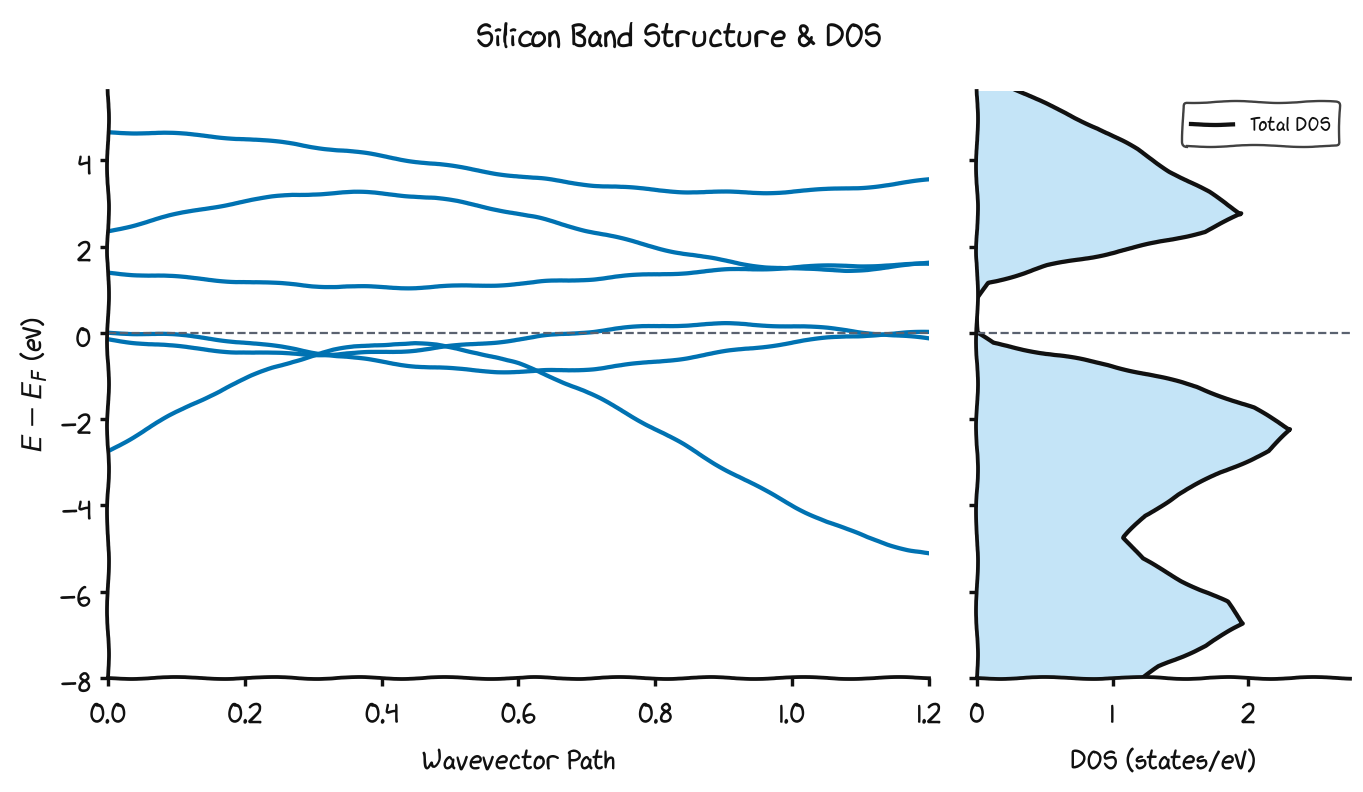 Silicon Band Structure & DOS
E − E_F (eV)
4
2
0
−2
−4
−6
−8
0.0 0.2 0.4 0.6 0.8 1.0 1.2
Wavevector Path
Total DOS
0 1 2
DOS (states/eV)